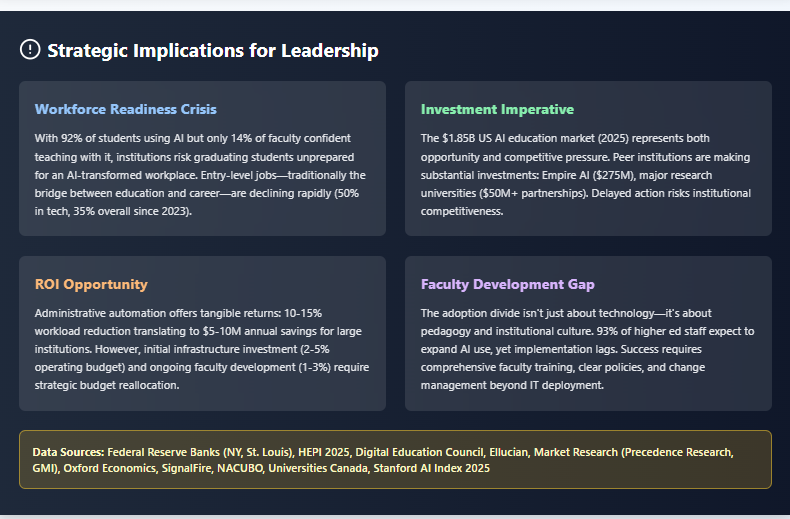 Strategic Implications for Leadership
Workforce Readiness Crisis
With 92% of students using AI but only 14% of faculty confident
teaching with it, institutions risk graduating students unprepared
for an AI-transformed workplace. Entry-level jobs—traditionally the
bridge between education and career—are declining rapidly (50%
in tech, 35% overall since 2023).
Investment Imperative
The $1.85B US AI education market (2025) represents both
opportunity and competitive pressure. Peer institutions are making
substantial investments: Empire AI ($275M), major research
universities ($50M+ partnerships). Delayed action risks institutional
competitiveness.
ROI Opportunity
Administrative automation offers tangible returns: 10-15%
workload reduction translating to $5-10M annual savings for large
institutions. However, initial infrastructure investment (2-5%
operating budget) and ongoing faculty development (1-3%) require
strategic budget reallocation.
Faculty Development Gap
The adoption divide isn't just about technology—it's about
pedagogy and institutional culture. 93% of higher ed staff expect to
expand AI use, yet implementation lags. Success requires
comprehensive faculty training, clear policies, and change
management beyond IT deployment.
Data Sources: Federal Reserve Banks (NY, St. Louis), HEPI 2025, Digital Education Council, Ellucian, Market Research (Precedence Research,
GMI), Oxford Economics, SignalFire, NACUBO, Universities Canada, Stanford AI Index 2025